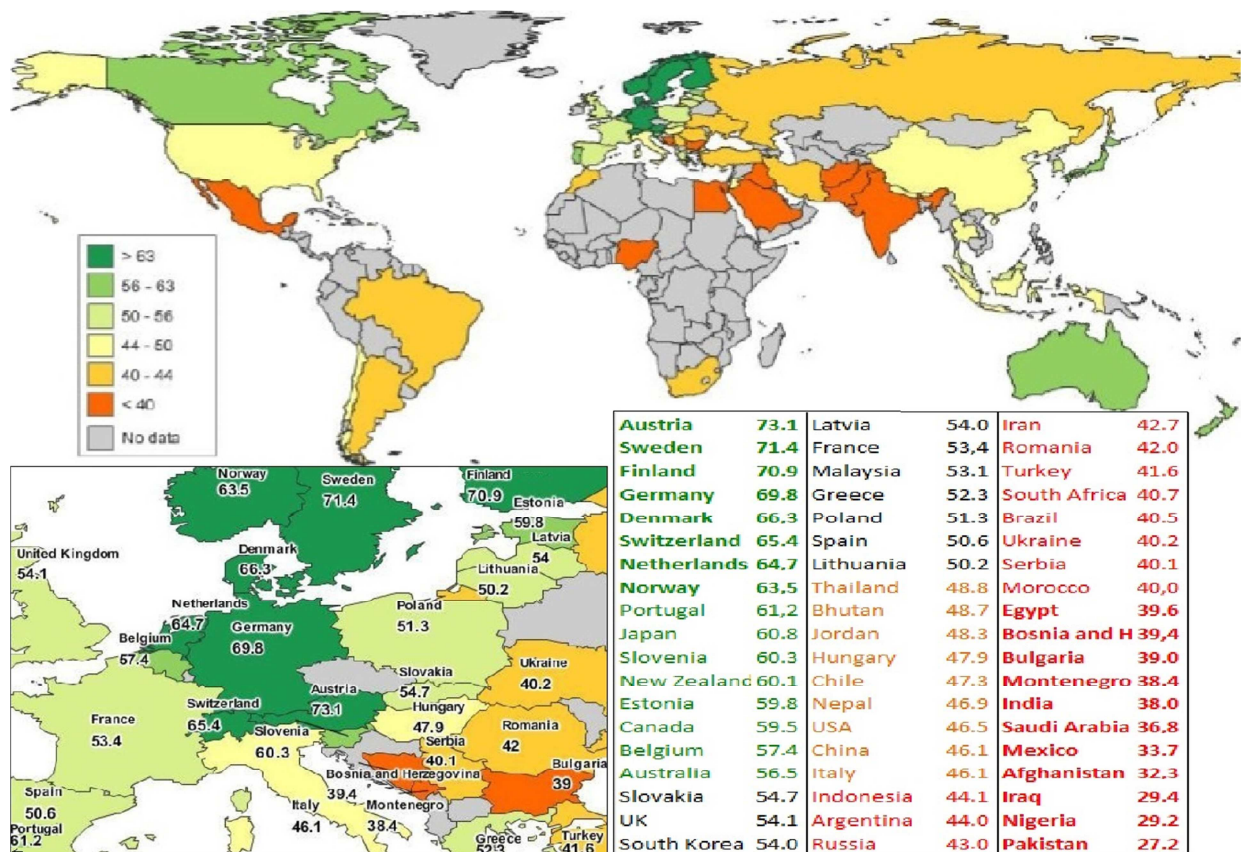 > 63
56 - 63
50 - 56
44 - 50
40 - 44
< 40
No data
Norway
63.5
Sweden
71.4
Finland
70.9
Estonia
59.8
Latvia
54
United Kingdom
54.1
Denmark
66.3
Lithuania
50.2
Netherlands
64.7
Germany
69.8
Poland
51.3
Belgium
57.4
Ukraine
40.2
Slovakia
54.7
Austria
73.1
France
53.4
Switzerland
65.4
Hungary
47.9
Slovenia
60.3
Romania
42
Serbia
40.1
Bosnia and Herzegovina
39.4
Bulgaria
39
Spain
50.6
Italy
46.1
Montenegro
38.4
Portugal
61.2
Greece
52.3
Turkey
41.6
Austria 73.1
Sweden 71.4
Finland 70.9
Germany 69.8
Denmark 66.3
Switzerland 65.4
Netherlands 64.7
Norway 63,5
Portugal 61,2
Japan 60.8
Slovenia 60.3
New Zealand 60.1
Estonia 59.8
Canada 59.5
Belgium 57.4
Australia 56.5
Slovakia 54.7
UK 54.1
South Korea 54.0
Latvia 54.0
France 53,4
Malaysia 53.1
Greece 52.3
Poland 51.3
Spain 50.6
Lithuania 50.2
Thailand 48.8
Bhutan 48.7
Jordan 48.3
Hungary 47.9
Chile 47.3
Nepal 46.9
USA 46.5
China 46.1
Italy 46.1
Indonesia 44.1
Argentina 44.0
Russia 43.0
Iran 42.7
Romania 42.0
Turkey 41.6
South Africa 40.7
Brazil 40.5
Ukraine 40.2
Serbia 40.1
Morocco 40,0
Egypt 39.6
Bosnia and H 39,4
Bulgaria 39.0
Montenegro 38.4
India 38.0
Saudi Arabia 36,8
Mexico 33.7
Afghanistan 32.3
Iraq 29.4
Nigeria 29.2
Pakistan 27.2